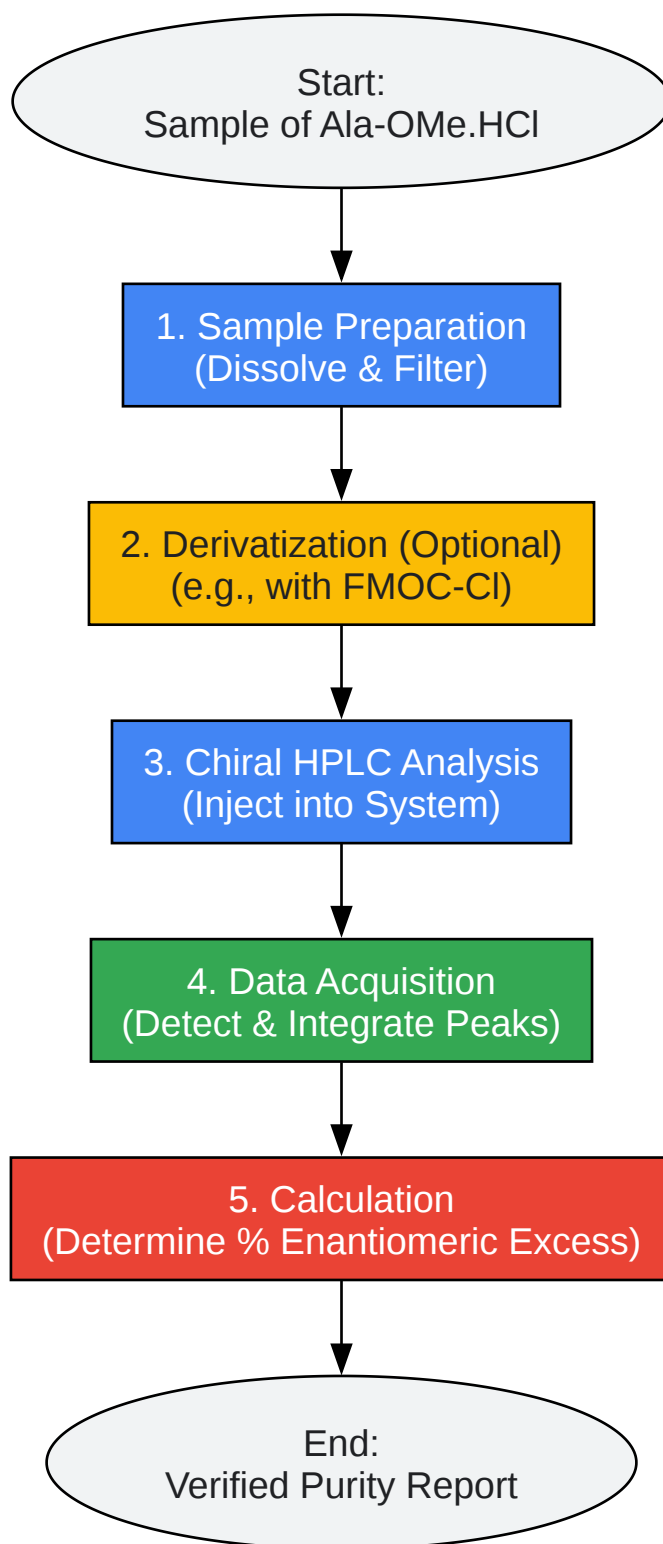 Start:
Sample of Ala-OMe.HCl
1. Sample Preparation
(Dissolve & Filter)
2. Derivatization (Optional)
(e.g., with FMOC-Cl)
3. Chiral HPLC Analysis
(Inject into System)
4. Data Acquisition
(Detect & Integrate Peaks)
5. Calculation
(Determine % Enantiomeric Excess)
End:
Verified Purity Report